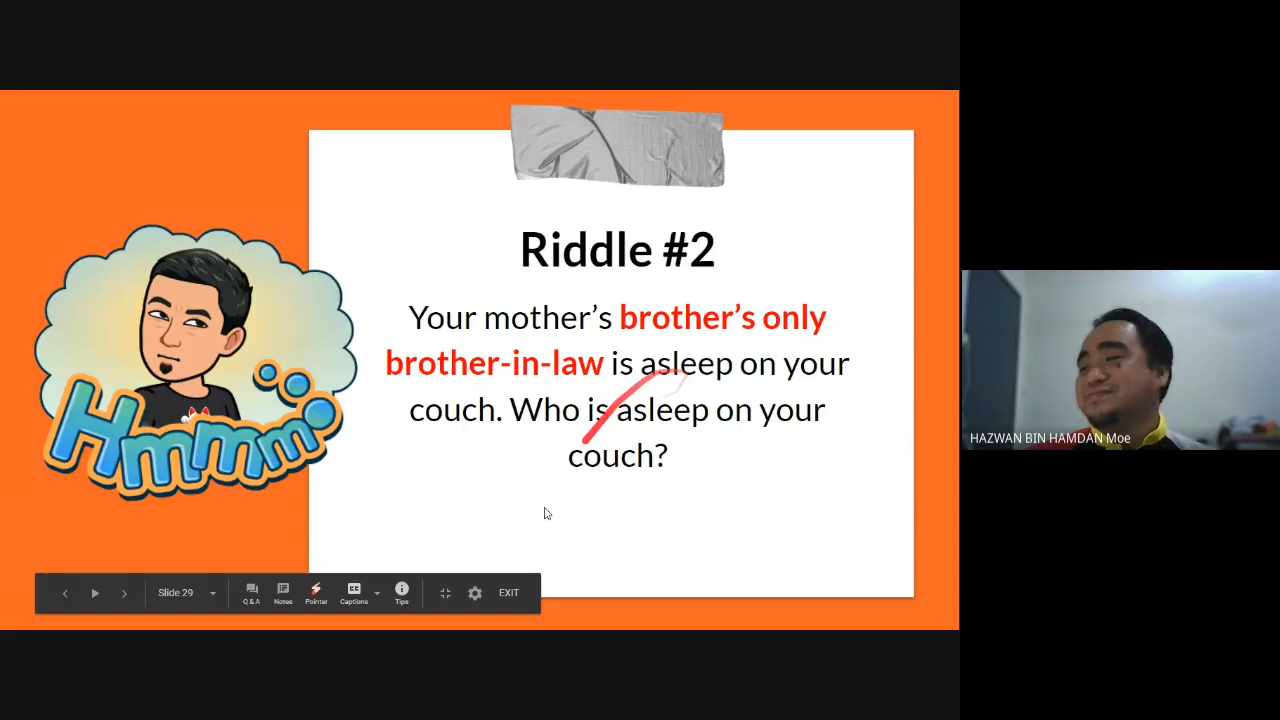 Riddle #2
Your mother's brother's only
brother-in-law is asleep on your
couch. Who is asleep on your
couch?
Hmmm
Slide 29
Q & A
Notes
Pointer
Captions
Tips
EXIT
HAZWAN BIN HAMDAN Moe